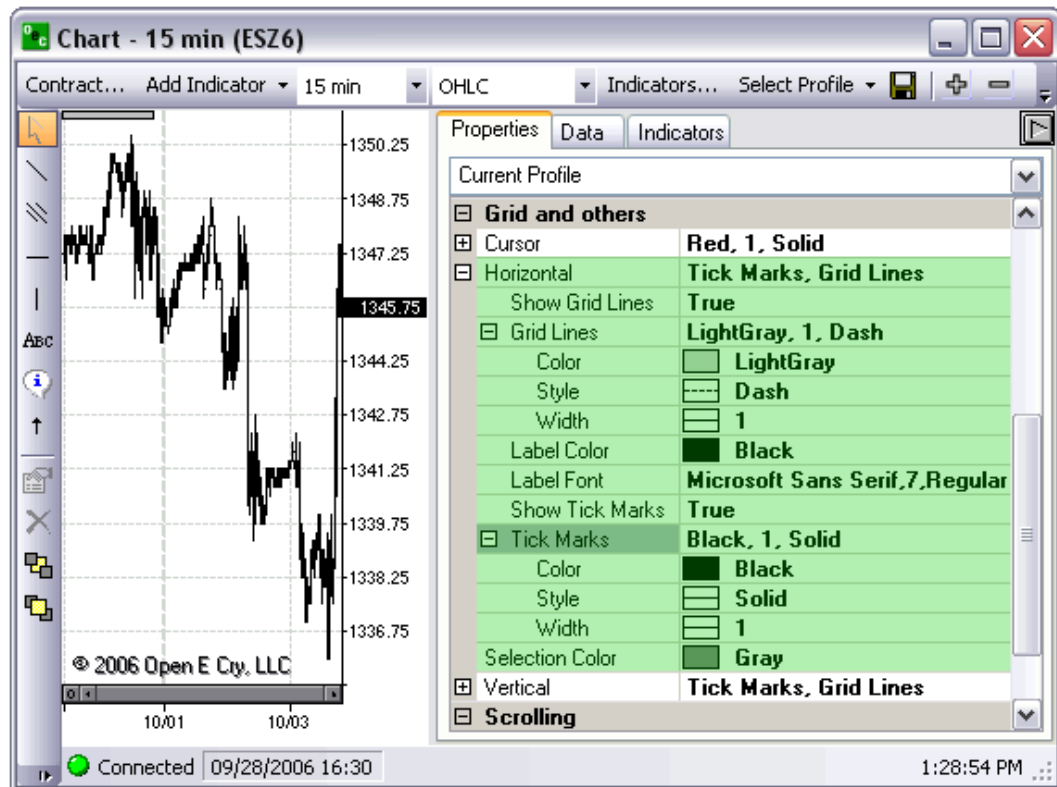 Oec Chart - 15 min (ESZ6)
Contract... Add Indicator 15 min OHLC Indicators... Select Profile
Abc
1350.25
1348.75
1347.25
1345.75
1344.25
1342.75
1341.25
1339.75
1338.25
1336.75
© 2006 Open E Cry, LLC
10/01 10/03
Properties Data Indicators
Current Profile
Grid and others
Cursor Red, 1, Solid
Horizontal Tick Marks, Grid Lines
Show Grid Lines True
Grid Lines LightGray, 1, Dash
Color LightGray
Style Dash
Width 1
Label Color Black
Label Font Microsoft Sans Serif,7,Regular
Show Tick Marks True
Tick Marks Black, 1, Solid
Color Black
Style Solid
Width 1
Selection Color Gray
Vertical Tick Marks, Grid Lines
Scrolling
Connected 09/28/2006 16:30 1:28:54 PM